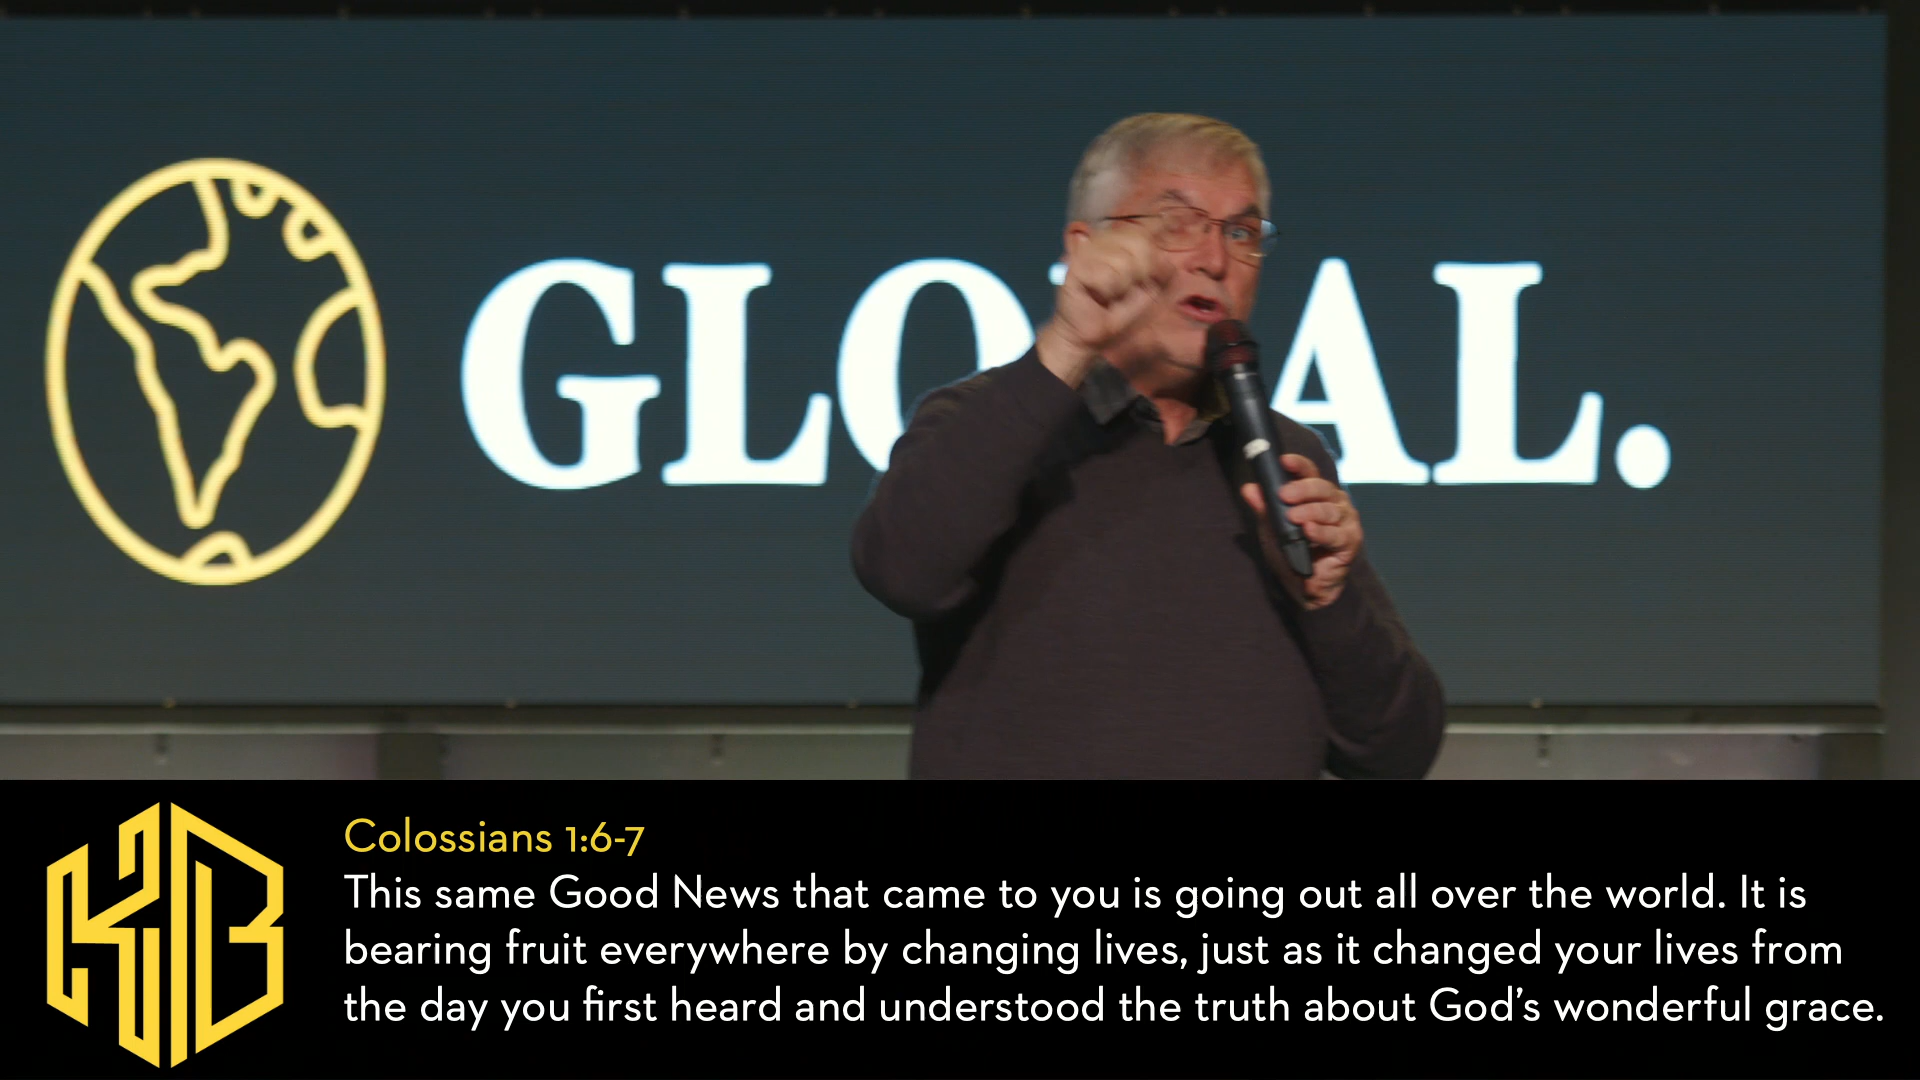 GLOBAL.
KB
Colossians 1:6-7
This same Good News that came to you is going out all over the world. It is
bearing fruit everywhere by changing lives, just as it changed your lives from
the day you first heard and understood the truth about God's wonderful grace.